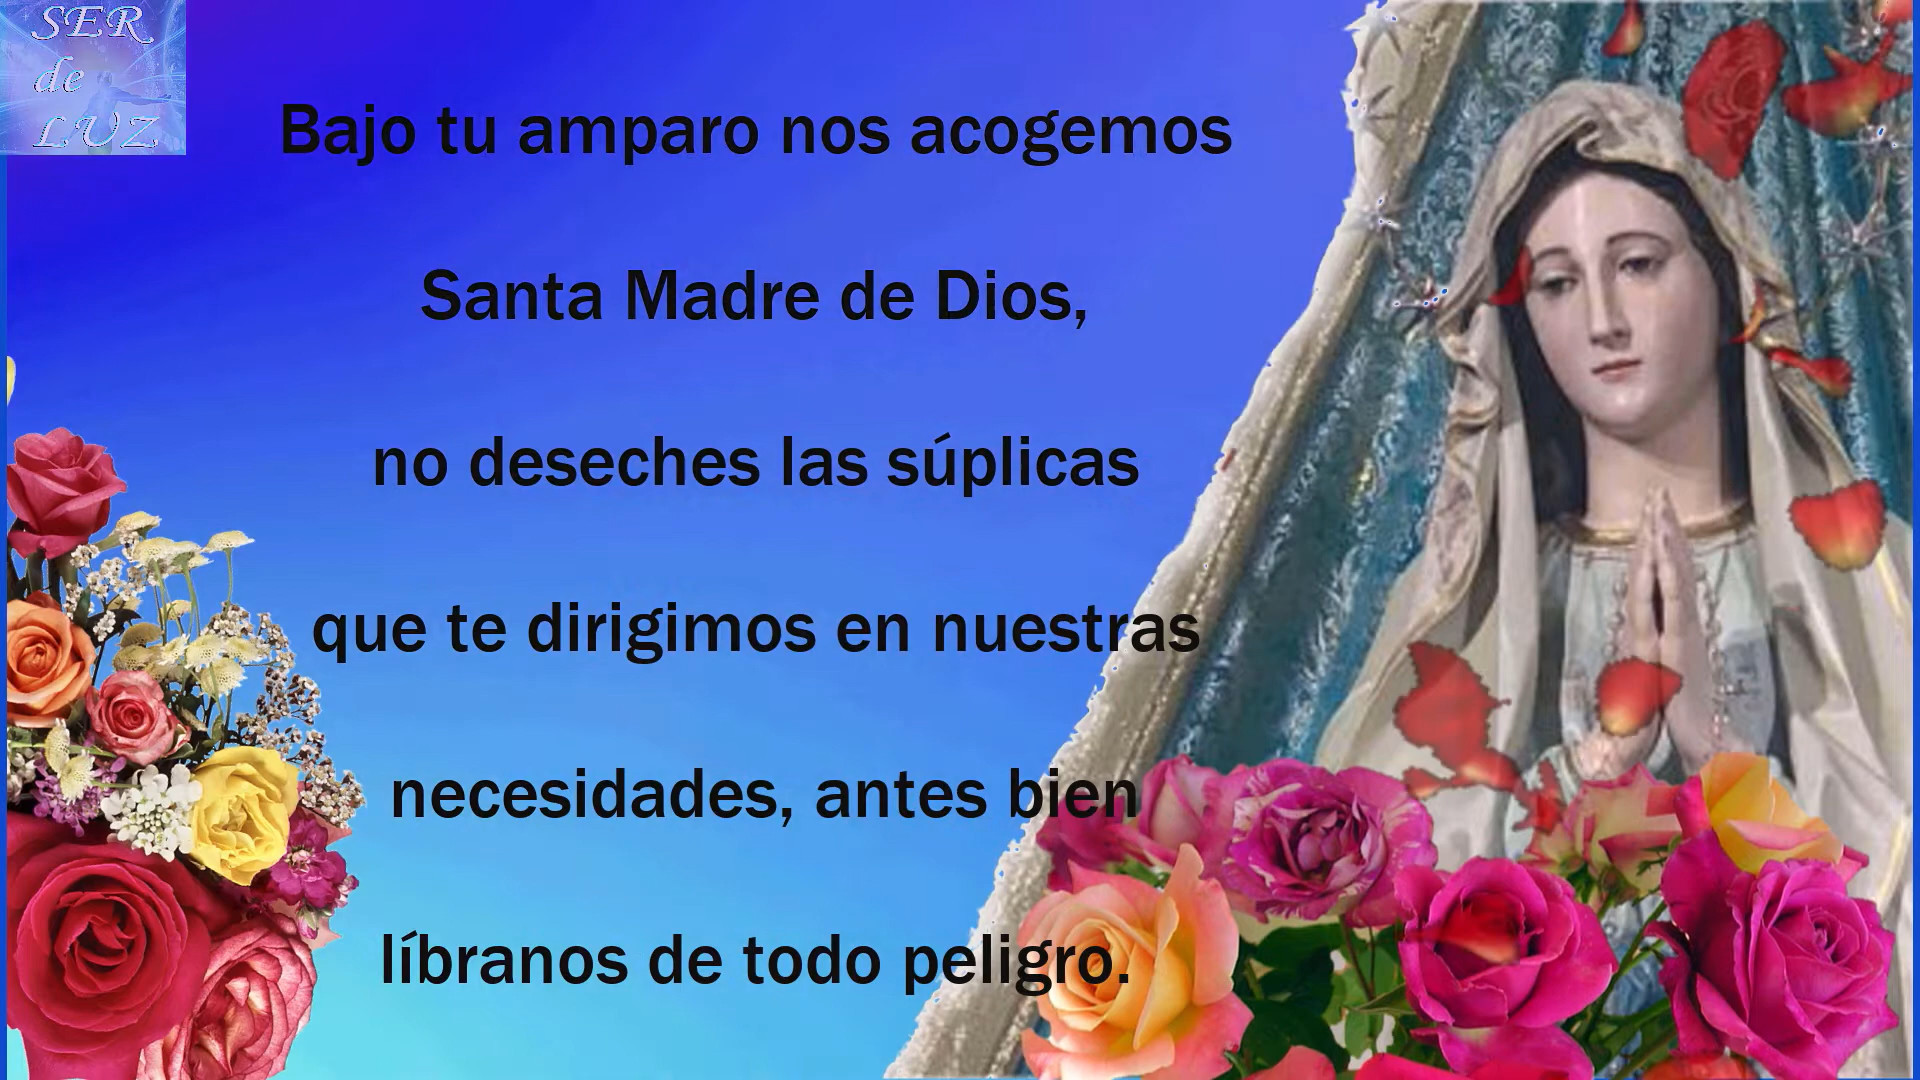 SER
de
LUZ
Bajo tu amparo nos acogemos
Santa Madre de Dios,
no deseches las súplicas
que te dirigimos en nuestras
necesidades, antes bien
líbranos de todo peligro.